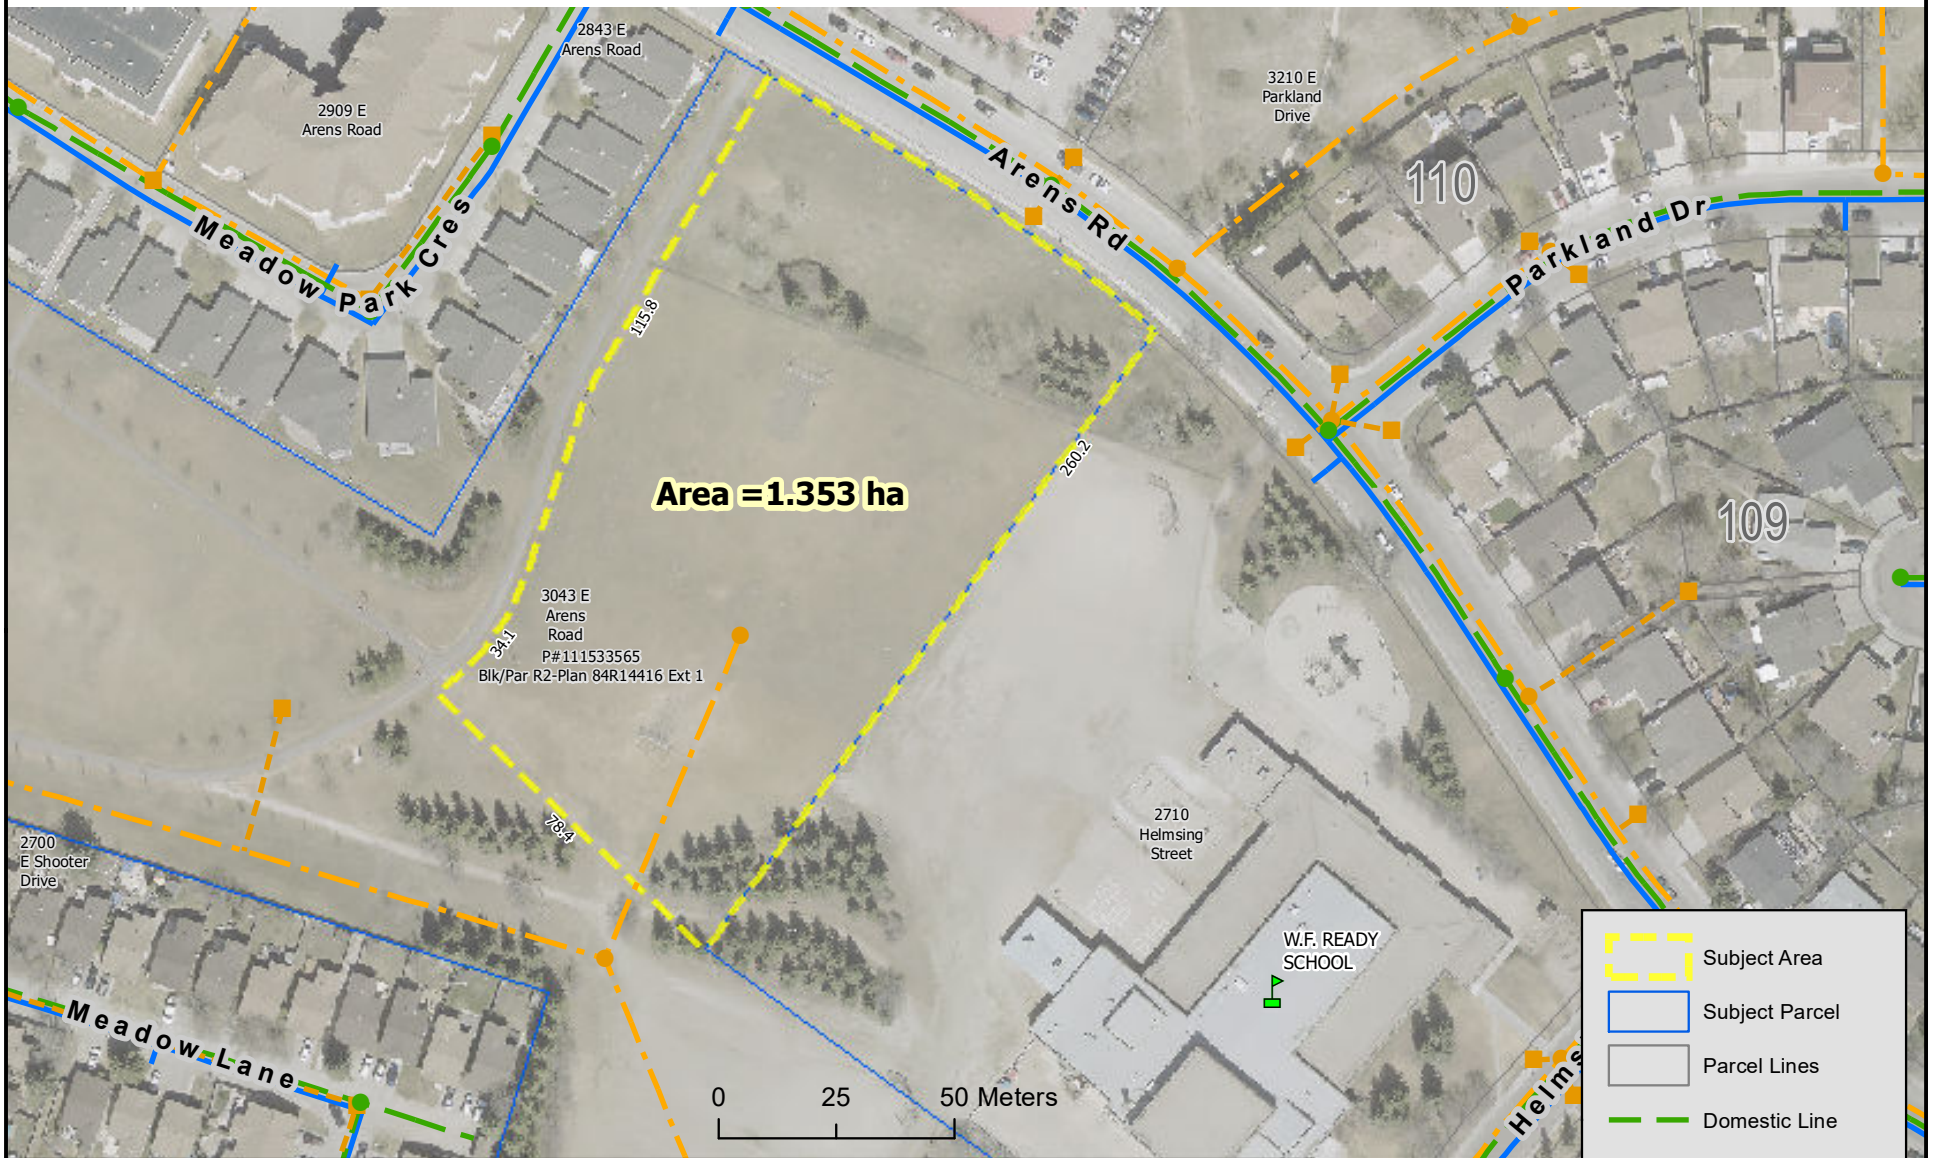 2843 E
Arens Road
2909 E
Arens Road
3210 E
Parkland
Drive
110
Arens Rd
Parkland Dr
Meadow Park Cres
115.8
260.2
Area =1.353 ha
109
3043 E
Arens
Road
P#111533565
Blk/Par R2-Plan 84R14416 Ext 1
34.1
78.4
2710
Helmsing
Street
2700
E Shooter
Drive
W.F. READY
SCHOOL
Meadow Lane
Helms
0 25 50 Meters
Subject Area
Subject Parcel
Parcel Lines
Domestic Line